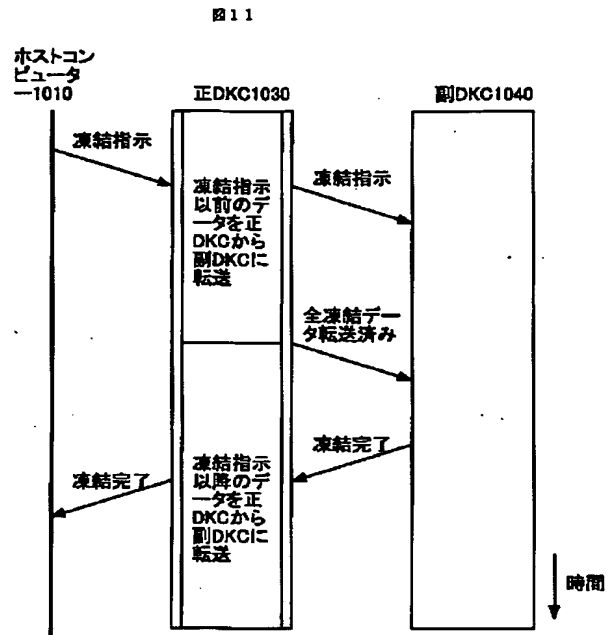 図11
ホストコン
ピュータ
ー1010
正DKC1030
副DKC1040
凍結指示
凍結指示
凍結指示
以前のデ
ータを正
DKCから
副DKCに
転送
全凍結デー
タ転送済み
凍結完了
凍結完了
凍結指示
以降のデ
ータを正
DKCから
副DKCに
転送
時間